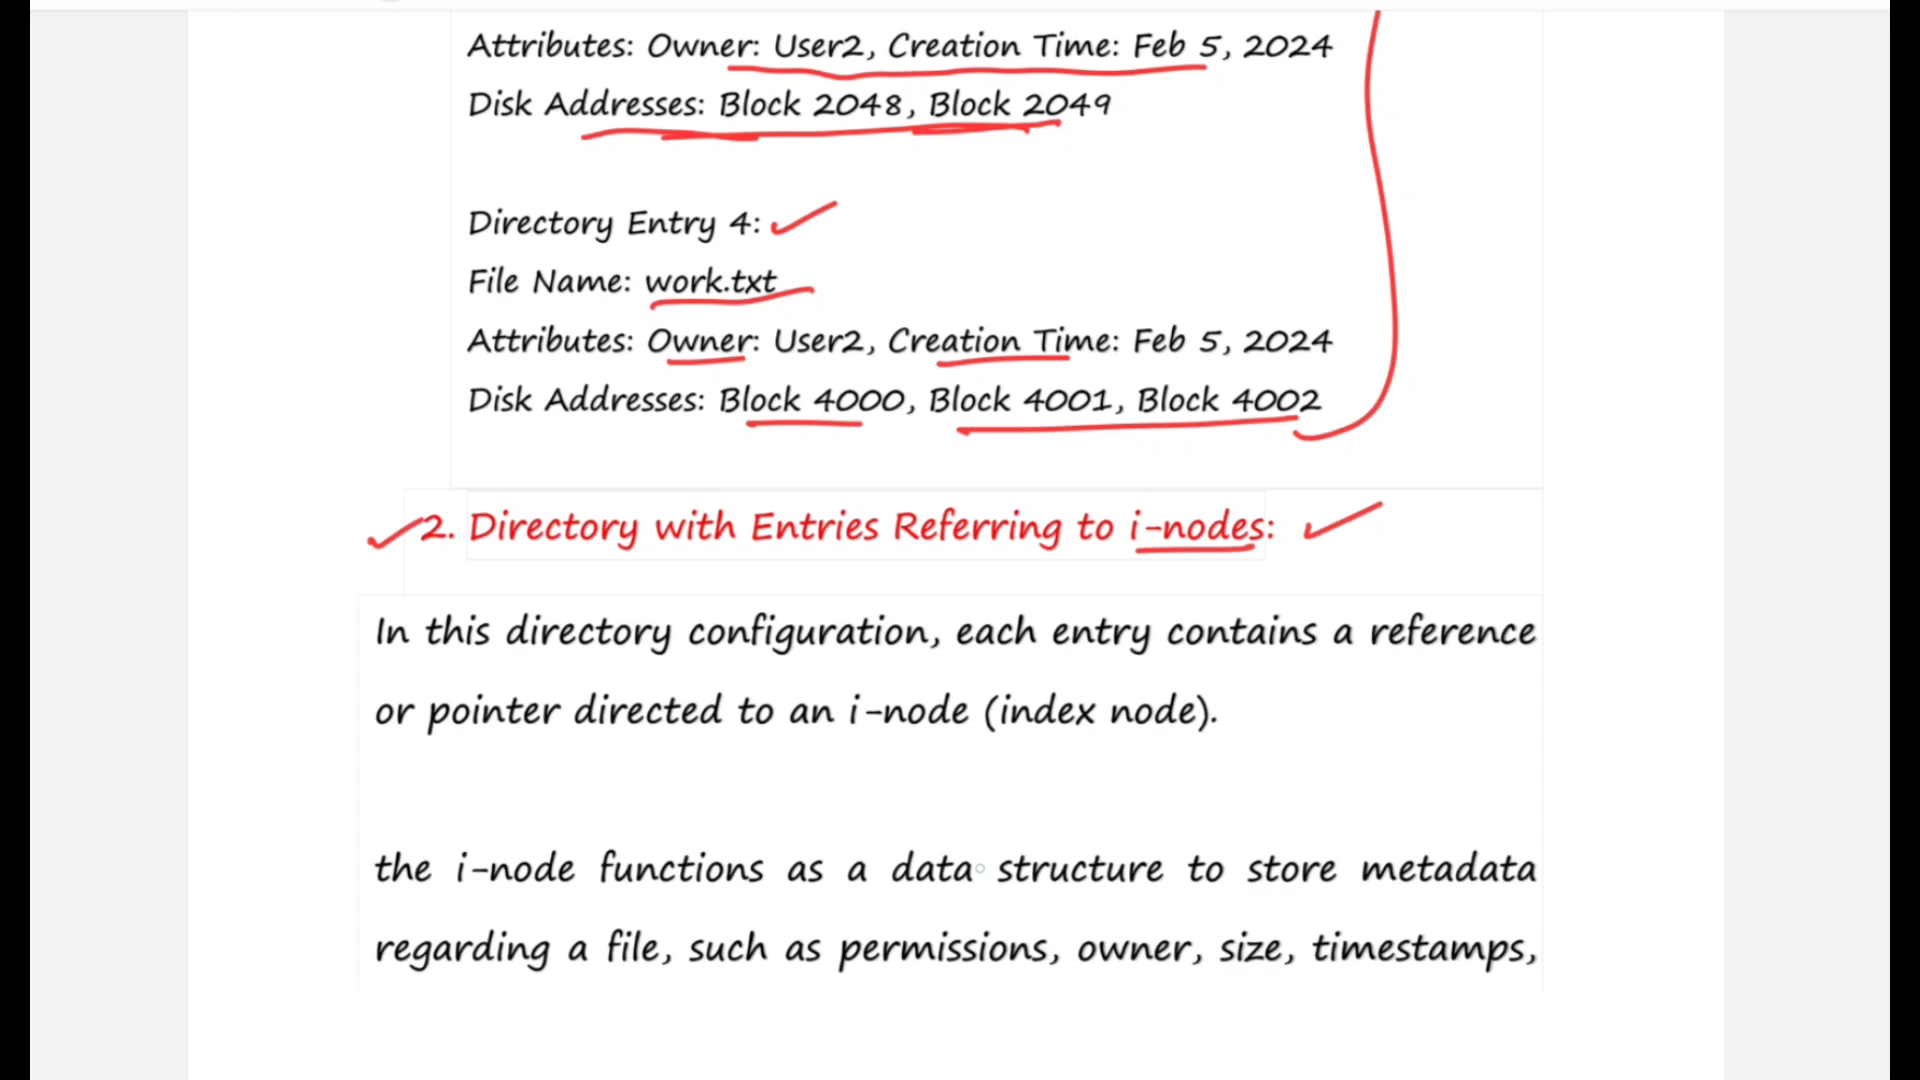 Attributes: Owner: User2, Creation Time: Feb 5, 2024
Disk Addresses: Block 2048, Block 2049
Directory Entry 4:
File Name: work.txt
Attributes: Owner: User2, Creation Time: Feb 5, 2024
Disk Addresses: Block 4000, Block 4001, Block 4002
2. Directory with Entries Referring to i-nodes:
In this directory configuration, each entry contains a reference
or pointer directed to an i-node (index node).
the i-node functions as a data structure to store metadata
regarding a file, such as permissions, owner, size, timestamps,